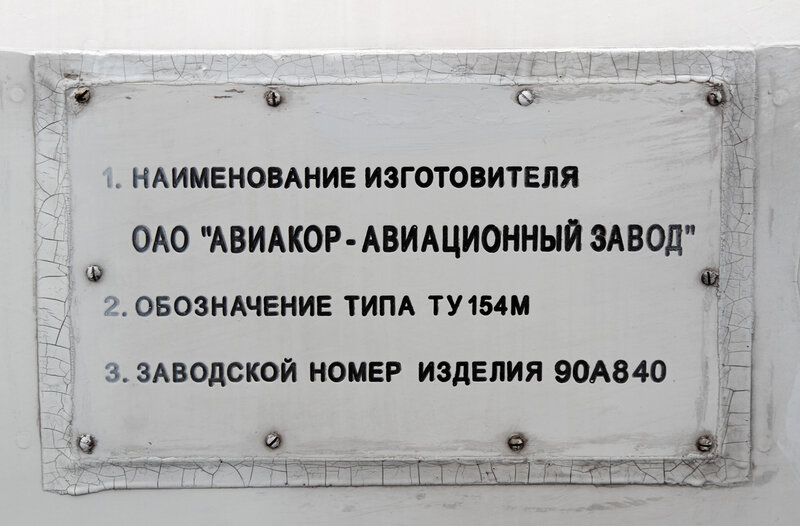 1. НАИМЕНОВАНИЕ ИЗГОТОВИТЕЛЯ
ОАО "АВИАКОР - АВИАЦИОННЫЙ ЗАВОД"
2. ОБОЗНАЧЕНИЕ ТИПА ТУ 154М
3. ЗАВОДСКОЙ НОМЕР ИЗДЕЛИЯ 90А840